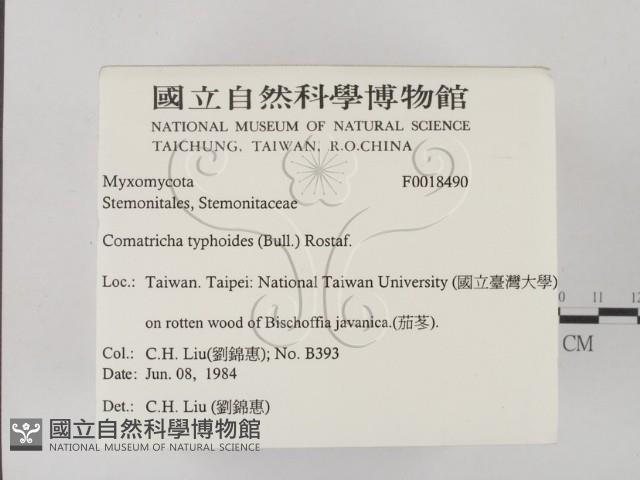 國立自然科學博物館
NATIONAL MUSEUM OF NATURAL SCIENCE
TAICHUNG, TAIWAN, R.O.CHINA
Myxomycota F0018490
Stemonitales, Stemonitaceae
Comatricha typhoides (Bull.) Rostaf.
Loc.: Taiwan. Taipei: National Taiwan University (國立臺灣大學)
on rotten wood of Bischoffia javanica.(茄苳).
Col.: C.H. Liu(劉錦惠); No. B393
Date: Jun. 08, 1984
Det.: C.H. Liu (劉錦惠)
0 11 12
CM
國立自然科學博物館
NATIONAL MUSEUM OF NATURAL SCIENCE